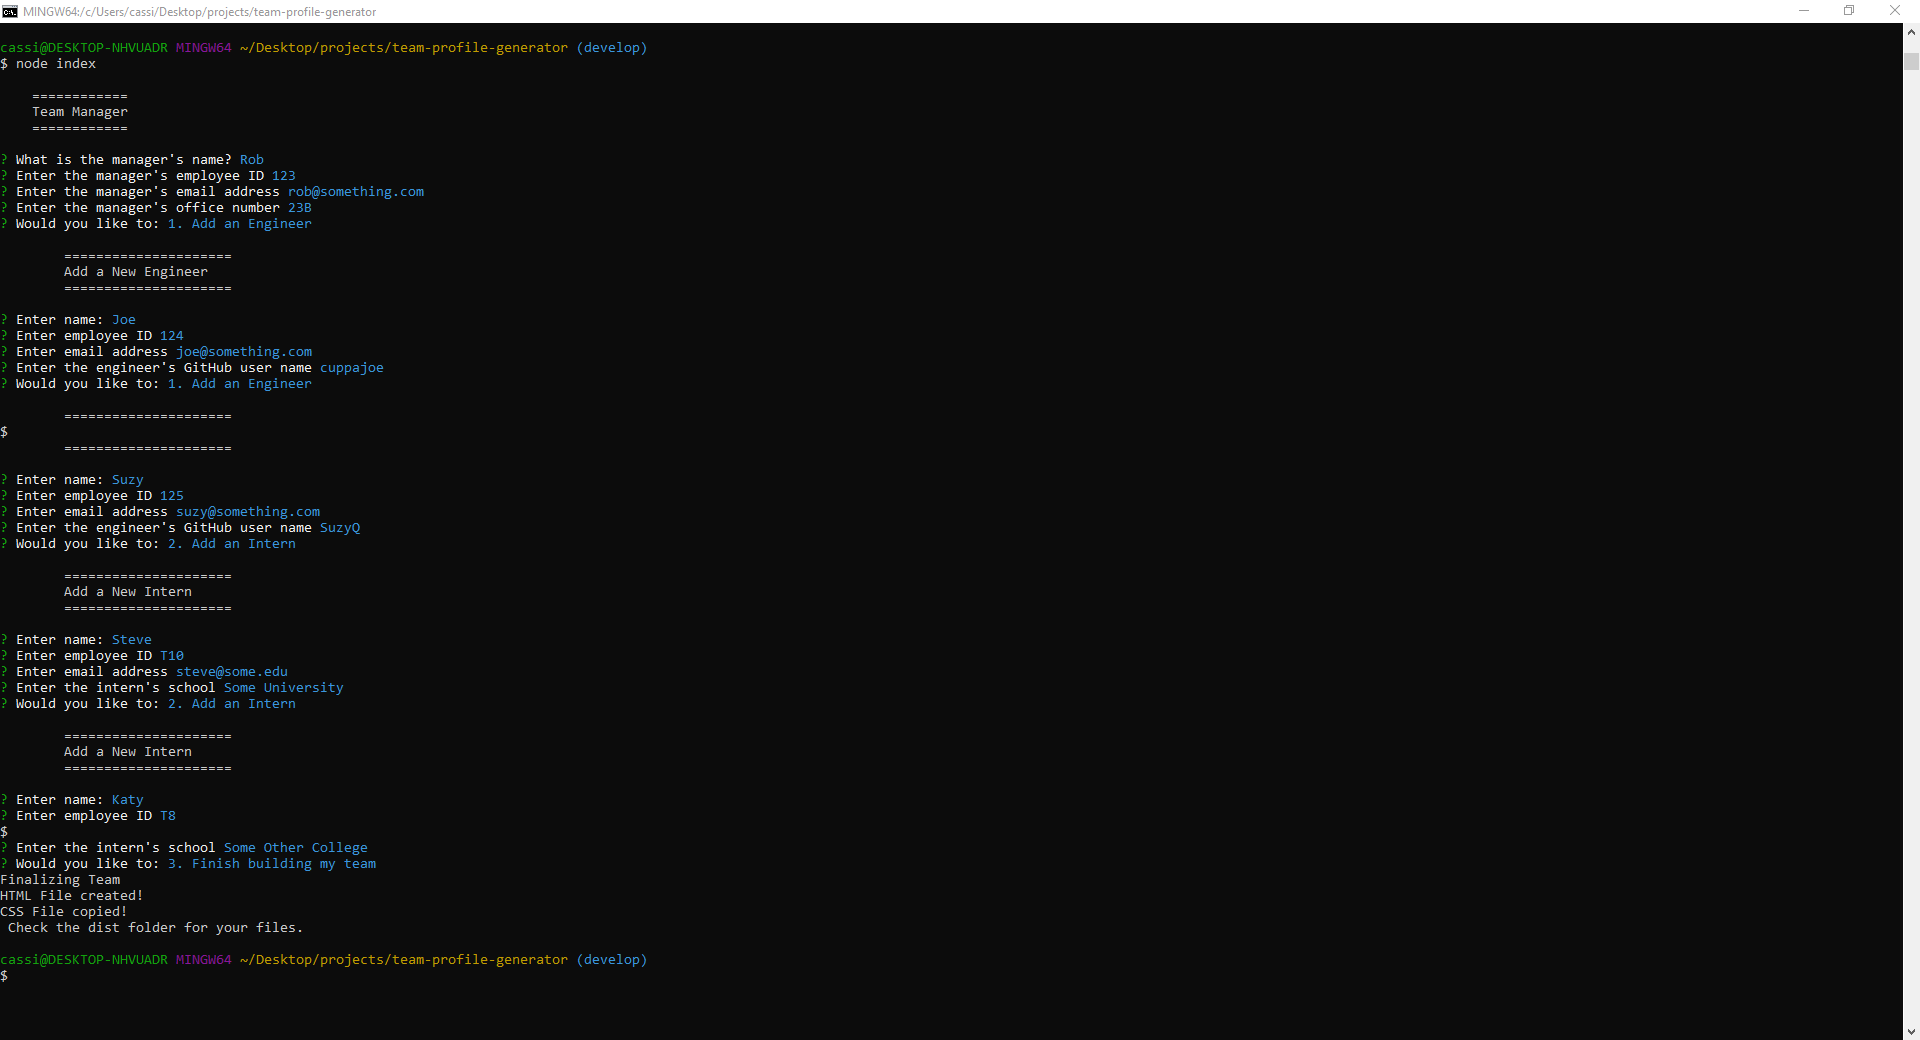 MINGW64:/c/Users/cassi/Desktop/projects/team-profile-generator
cassi@DESKTOP-NHVUADR MINGW64 ~/Desktop/projects/team-profile-generator (develop)
$ node index
============
Team Manager
============
? What is the manager's name? Rob
? Enter the manager's employee ID 123
? Enter the manager's email address rob@something.com
? Enter the manager's office number 23B
? Would you like to: 1. Add an Engineer
=====================
Add a New Engineer
=====================
? Enter name: Joe
? Enter employee ID 124
? Enter email address joe@something.com
? Enter the engineer's GitHub user name cuppajoe
? Would you like to: 1. Add an Engineer
=====================
$
=====================
? Enter name: Suzy
? Enter employee ID 125
? Enter email address suzy@something.com
? Enter the engineer's GitHub user name SuzyQ
? Would you like to: 2. Add an Intern
=====================
Add a New Intern
=====================
? Enter name: Steve
? Enter employee ID T10
? Enter email address steve@some.edu
? Enter the intern's school Some University
? Would you like to: 2. Add an Intern
=====================
Add a New Intern
=====================
? Enter name: Katy
? Enter employee ID T8
$
? Enter the intern's school Some Other College
? Would you like to: 3. Finish building my team
Finalizing Team
HTML File created!
CSS File copied!
Check the dist folder for your files.
cassi@DESKTOP-NHVUADR MINGW64 ~/Desktop/projects/team-profile-generator (develop)
$